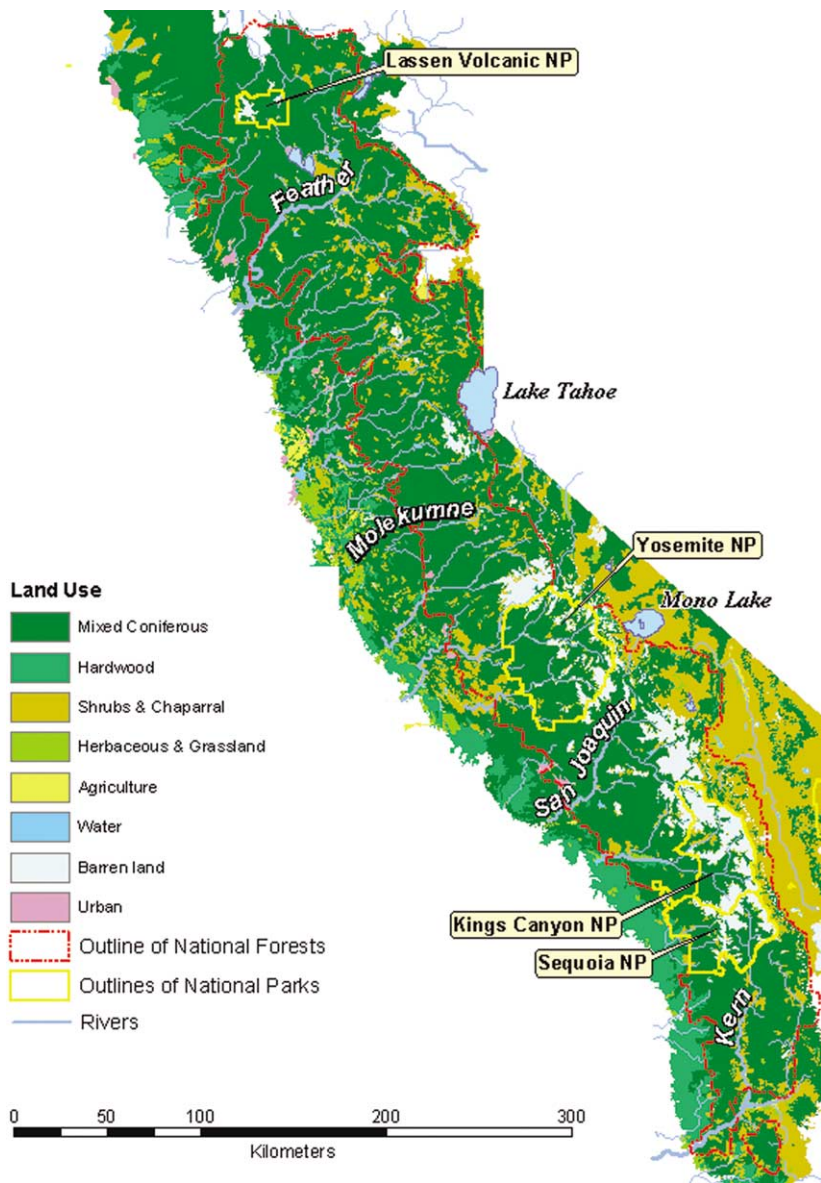 Lassen Volcanic NP
Feather
Lake Tahoe
Molekumne
Yosemite NP
Mono Lake
San Joaquin
Kings Canyon NP
Sequoia NP
Kern
Land Use
Mixed Coniferous
Hardwood
Shrubs & Chaparral
Herbaceous & Grassland
Agriculture
Water
Barren land
Urban
Outline of National Forests
Outlines of National Parks
Rivers
0 50 100 200 300
Kilometers